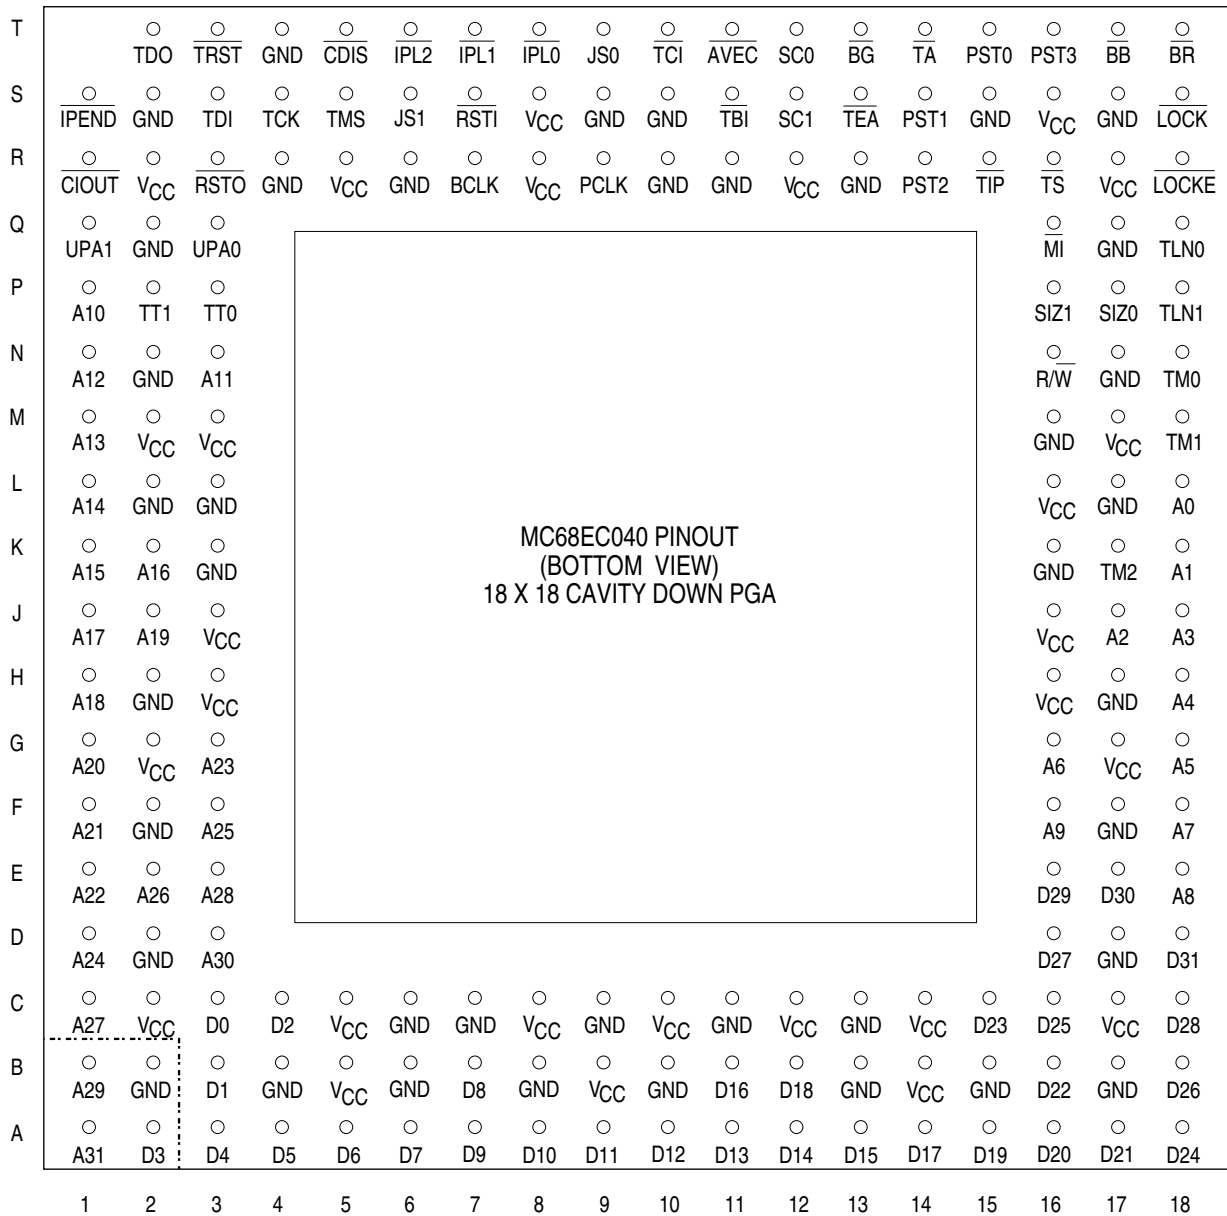 T
TDO TRST GND CDIS IPL2 IPL1 IPL0 JS0 TCI AVEC SC0 BG TA PST0 PST3 BB BR
S
IPEND GND TDI TCK TMS JS1 RSTI VCC GND GND TBI SC1 TEA PST1 GND VCC GND LOCK
R
CIOUT VCC RSTO GND VCC GND BCLK VCC PCLK GND GND VCC GND PST2 TIP TS VCC LOCKE
Q
UPA1 GND UPA0 MI GND TLN0
P
A10 TT1 TT0 SIZ1 SIZ0 TLN1
N
A12 GND A11 R/W GND TM0
M
A13 VCC VCC GND VCC TM1
L
A14 GND GND VCC GND A0
MC68EC040 PINOUT
(BOTTOM VIEW)
18 X 18 CAVITY DOWN PGA
K
A15 A16 GND GND TM2 A1
J
A17 A19 VCC VCC A2 A3
H
A18 GND VCC VCC GND A4
G
A20 VCC A23 A6 VCC A5
F
A21 GND A25 A9 GND A7
E
A22 A26 A28 D29 D30 A8
D
A24 GND A30 D27 GND D31
C
A27 VCC D0 D2 VCC GND GND VCC GND VCC GND VCC GND VCC D23 D25 VCC D28
B
A29 GND D1 GND VCC GND D8 GND VCC GND D16 D18 GND VCC GND D22 GND D26
A
A31 D3 D4 D5 D6 D7 D9 D10 D11 D12 D13 D14 D15 D17 D19 D20 D21 D24
1 2 3 4 5 6 7 8 9 10 11 12 13 14 15 16 17 18